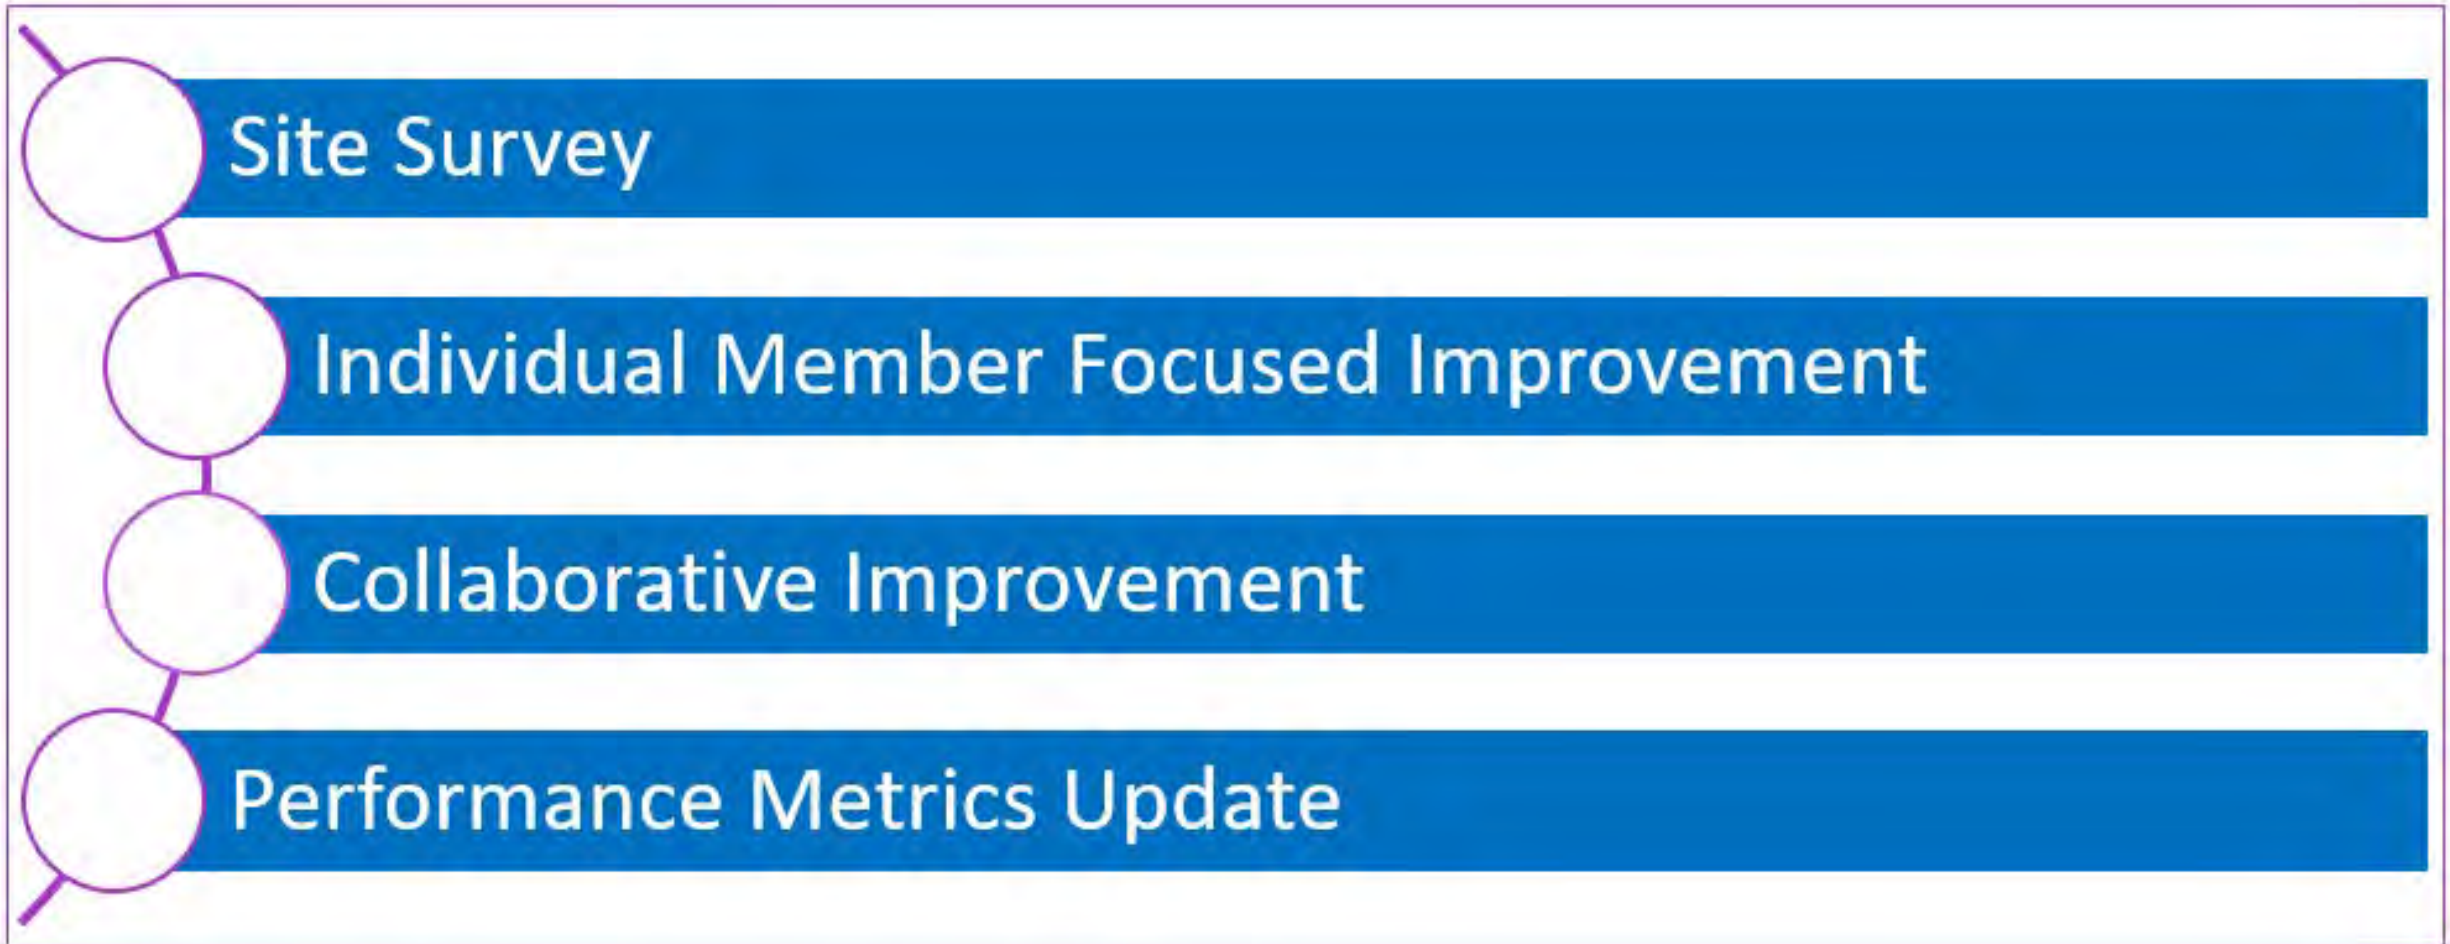 Site Survey
Individual Member Focused Improvement
Collaborative Improvement
Performance Metrics Update